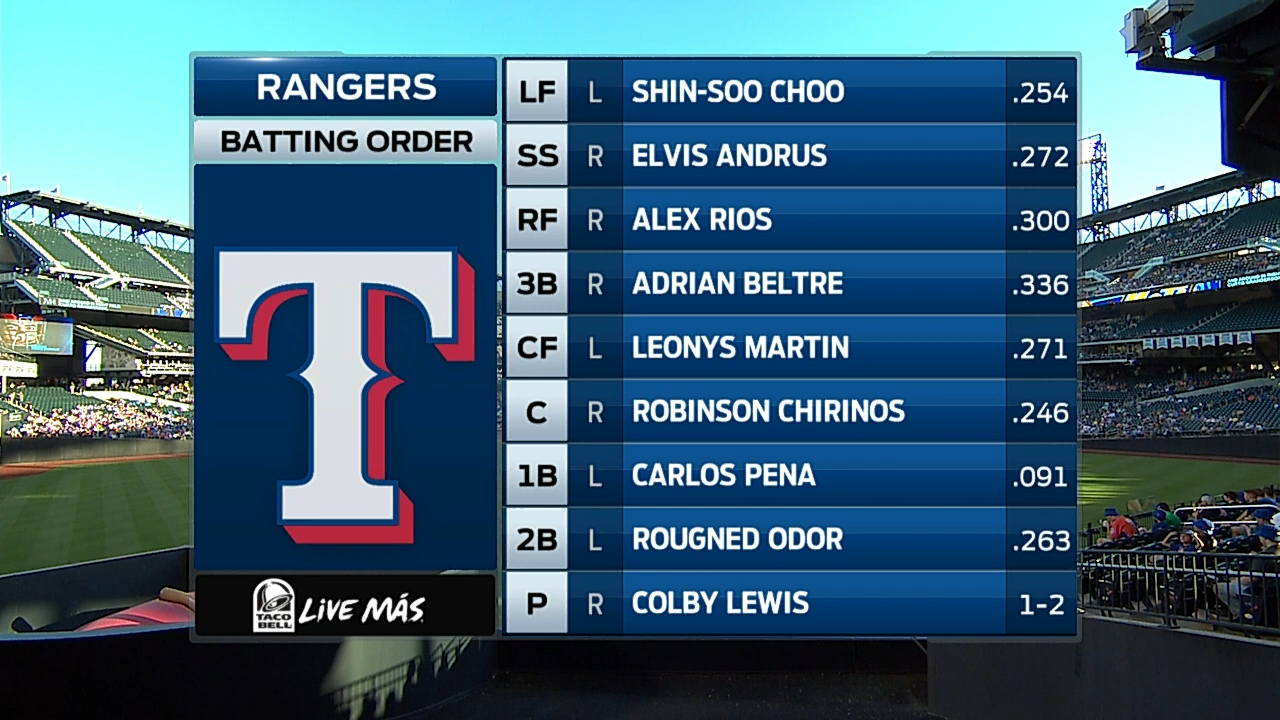 RANGERS
BATTING ORDER
T
TACO BELL
LIVE MÁS
LF L SHIN-SOO CHOO .254
SS R ELVIS ANDRUS .272
RF R ALEX RIOS .300
3B R ADRIAN BELTRE .336
CF L LEONYS MARTIN .271
C R ROBINSON CHIRINOS .246
1B L CARLOS PENA .091
2B L ROUGNED ODOR .263
P R COLBY LEWIS 1-2